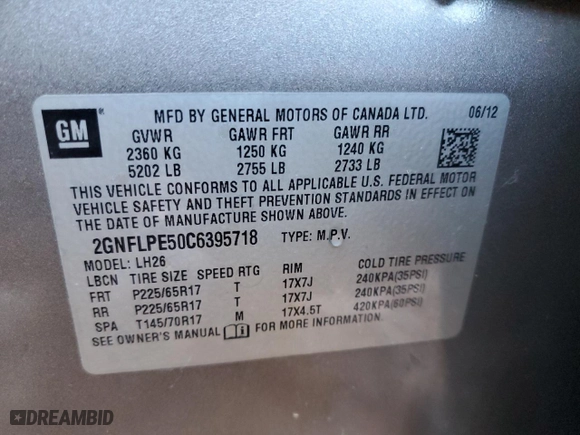 GM
MFD BY GENERAL MOTORS OF CANADA LTD. 06/12
GVWR GAWR FRT GAWR RR
2360 KG 1250 KG 1240 KG
5202 LB 2755 LB 2733 LB
THIS VEHICLE CONFORMS TO ALL APPLICABLE U.S. FEDERAL MOTOR
VEHICLE SAFETY AND THEFT PREVENTION STANDARDS IN EFFECT ON
THE DATE OF MANUFACTURE SHOWN ABOVE.
2GNFLPE50C6395718 TYPE: M.P.V.
MODEL: LH26
LBCN TIRE SIZE SPEED RTG RIM COLD TIRE PRESSURE
FRT P225/65R17 T 17X7J 240KPA(35PSI)
RR P225/65R17 T 17X7J 240KPA(35PSI)
SPA T145/70R17 M 17X4.5T 420KPA(60PSI)
SEE OWNER'S MANUAL FOR MORE INFORMATION.
DREAMBID